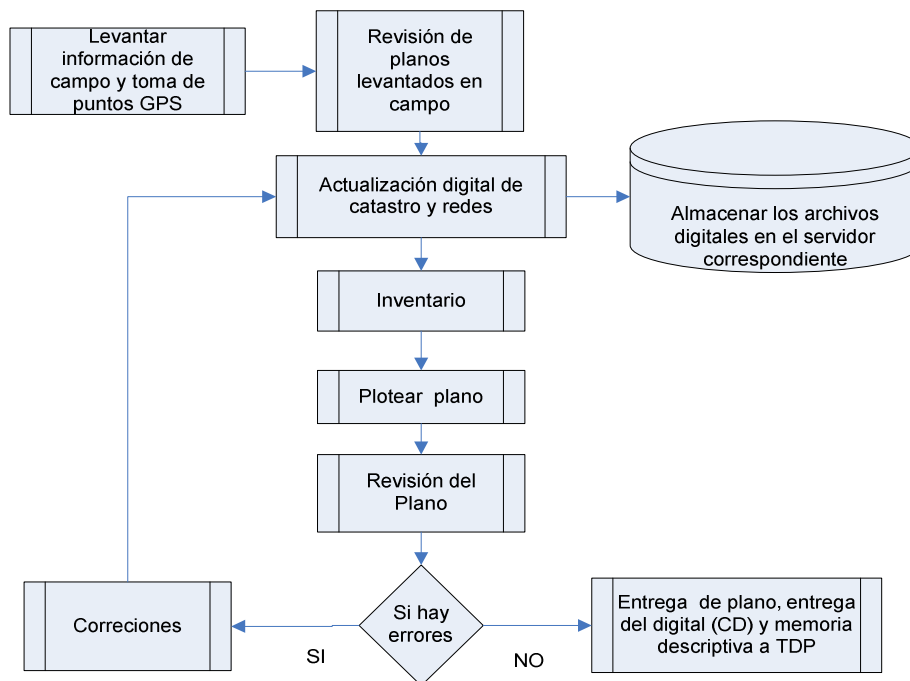 Levantar
información de
campo y toma de
puntos GPS
Revisión de
planos
levantados en
campo
Actualización digital de
catastro y redes
Almacenar los archivos
digitales en el servidor
correspondiente
Inventario
Plotear plano
Revisión del
Plano
Si hay
errores
Correciones
SI
NO
Entrega de plano, entrega
del digital (CD) y memoria
descriptiva a TDP